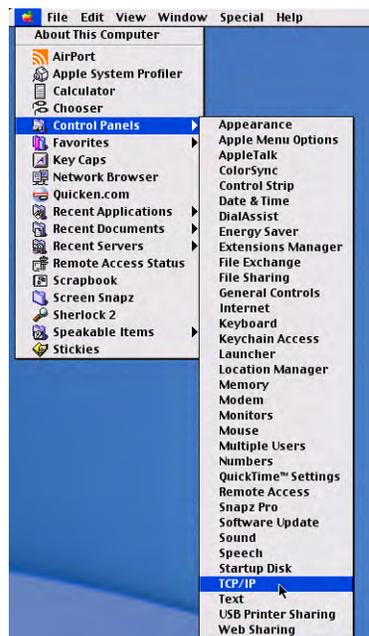 File Edit View Window Special Help
About This Computer
AirPort
Apple System Profiler
Calculator
Chooser
Control Panels
Favorites
Key Caps
Network Browser
Quicken.com
Recent Applications
Recent Documents
Recent Servers
Remote Access Status
Scrapbook
Screen Snapz
Sherlock 2
Speakable Items
Stickies
Appearance
Apple Menu Options
AppleTalk
ColorSync
Control Strip
Date & Time
DialAssist
Energy Saver
Extensions Manager
File Exchange
File Sharing
General Controls
Internet
Keyboard
Keychain Access
Launcher
Location Manager
Memory
Modem
Monitors
Mouse
Multiple Users
Numbers
QuickTime™ Settings
Remote Access
Snapz Pro
Software Update
Sound
Speech
Startup Disk
TCP/IP
Text
USB Printer Sharing
Web Sharing